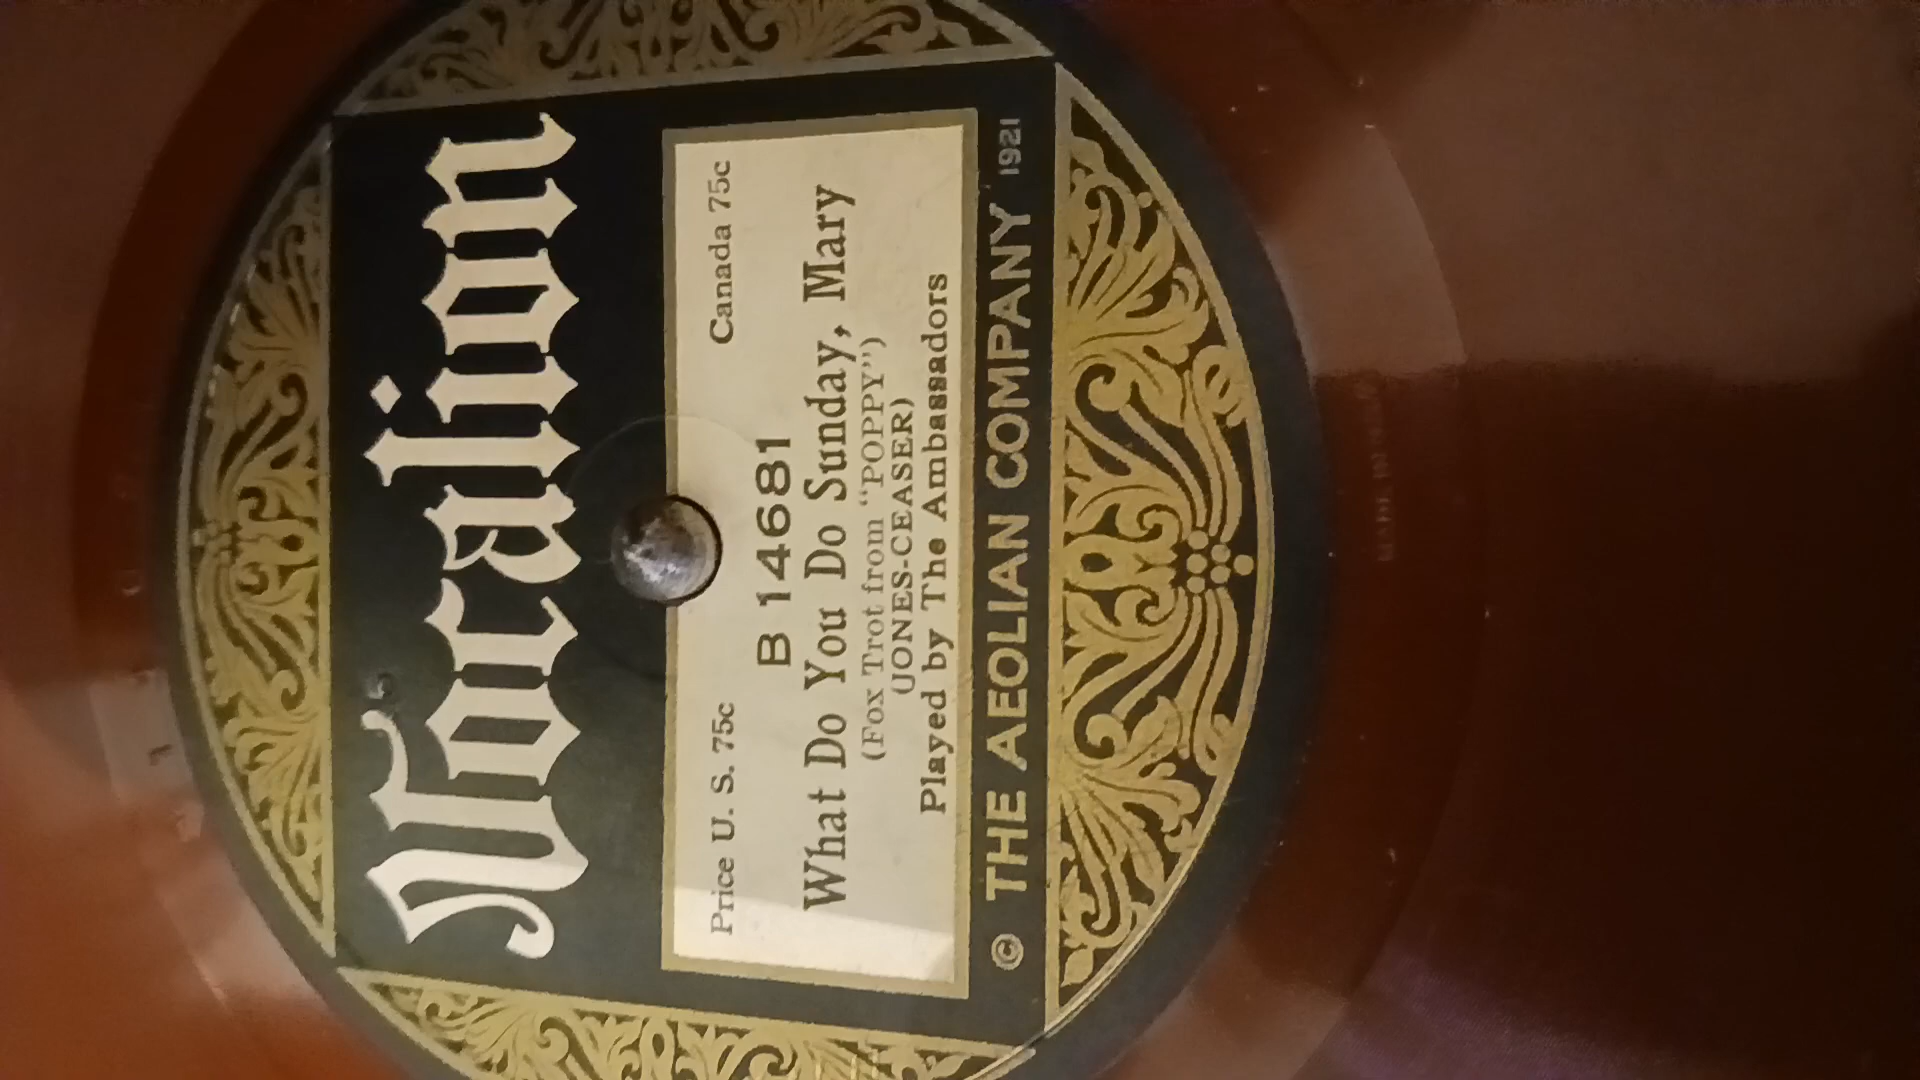 Vocalion
Price U. S. 75c Canada 75c
B 14681
What Do You Do Sunday, Mary
(Fox Trot from "POPPY")
(JONES-CEASER)
Played by The Ambassadors
© THE AEOLIAN COMPANY 1921